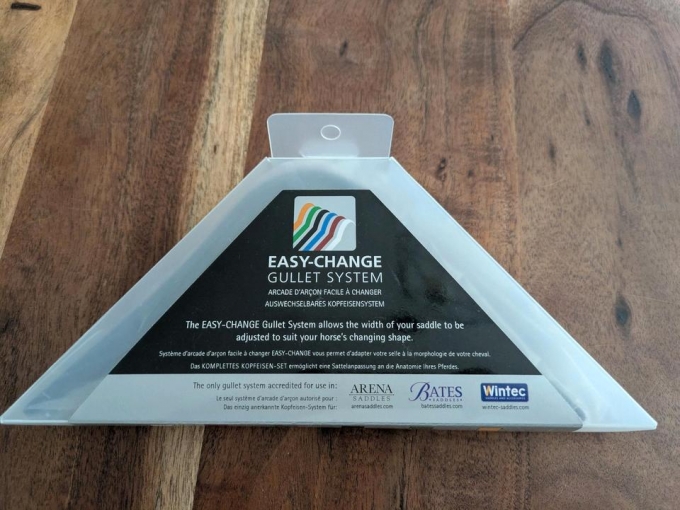 EASY-CHANGE
GULLET SYSTEM
ARCADE D'ARÇON FACILE À CHANGER
AUSWECHSELBARES KOPFEISENSYSTEM
The EASY-CHANGE Gullet System allows the width of your saddle to be
adjusted to suit your horse's changing shape.
Système d'arcade d'arçon facile à changer EASY-CHANGE vous permet d'adapter votre selle à la morphologie de votre cheval.
Das KOMPLETTES KOPFEISEN-SET ermöglicht eine Sattelanpassung an die Anatomie Ihres Pferdes.
The only gullet system accredited for use in:
Le seul système d'arcade d'arçon autorisé pour :
Das einzig anerkannte Kopfeisen-System für:
ARENA
SADDLES
arenasaddles.com
BATES
SADDLES
batessaddles.com
Wintec
wintec-saddles.com